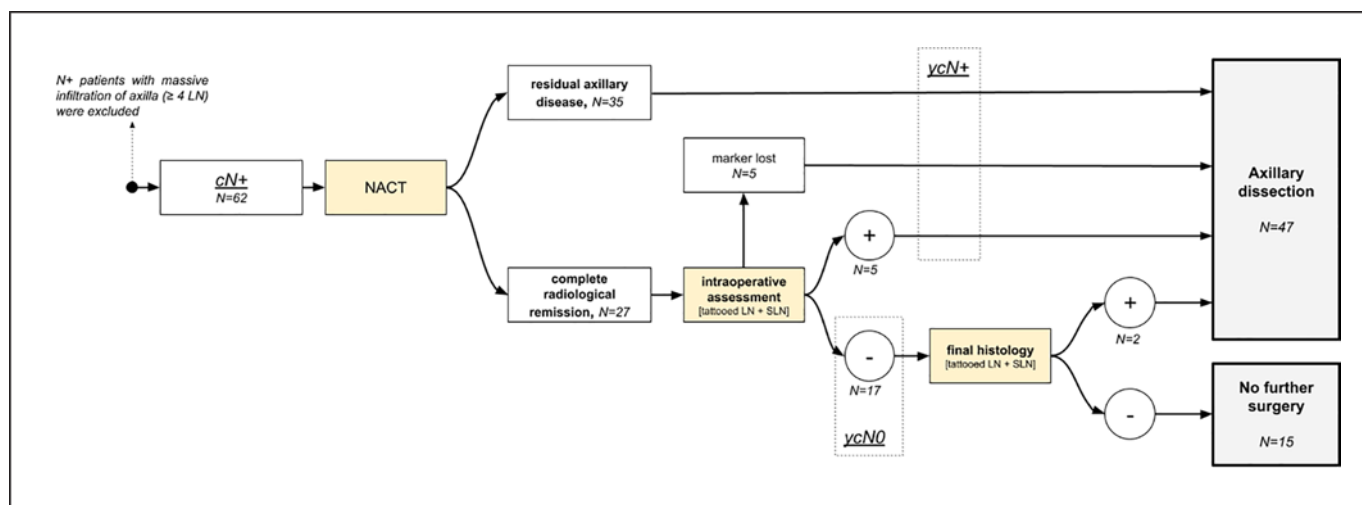 N+ patients with massive
infiltration of axilla (≥ 4 LN)
were excluded
cN+
N=62
NACT
residual axillary
disease, N=35
marker lost
N=5
complete
radiological
remission, N=27
intraoperative
assessment
[tattooed LN + SLN]
+
N=5
-
N=17
ycN0
ycN+
final histology
[tattooed LN + SLN]
+
N=2
-
Axillary
dissection
N=47
No further
surgery
N=15